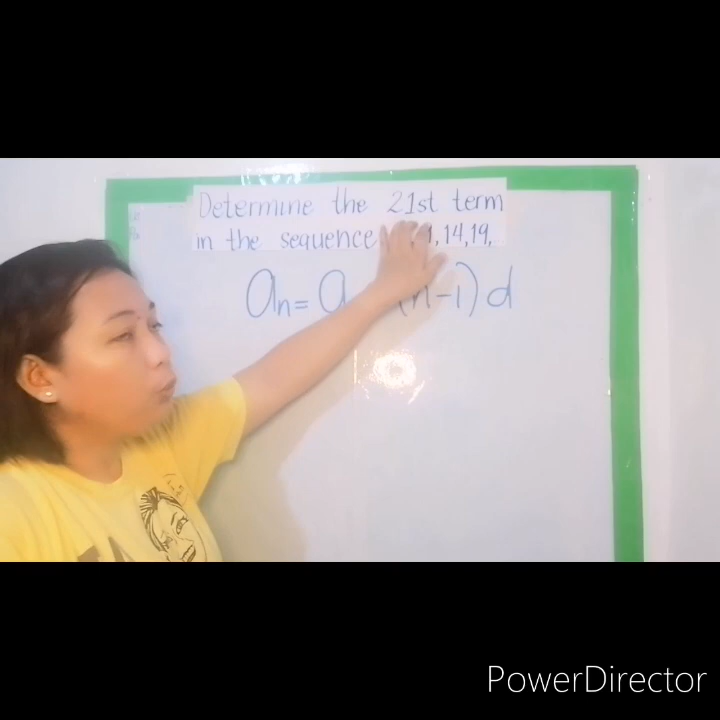 Determine the 21st term
in the sequence ,14,19,
an = a (n-1)d
PowerDirector